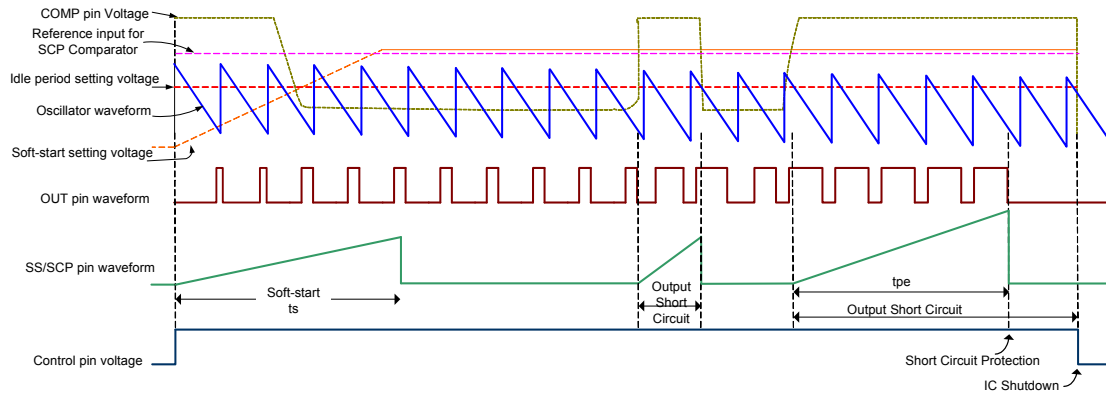 COMP pin Voltage
Reference input for
SCP Comparator
Idle period setting voltage
Oscillator waveform
Soft-start setting voltage
OUT pin waveform
SS/SCP pin waveform
Soft-start
ts
Output
Short
Circuit
tpe
Output Short Circuit
Control pin voltage
Short Circuit Protection
IC Shutdown